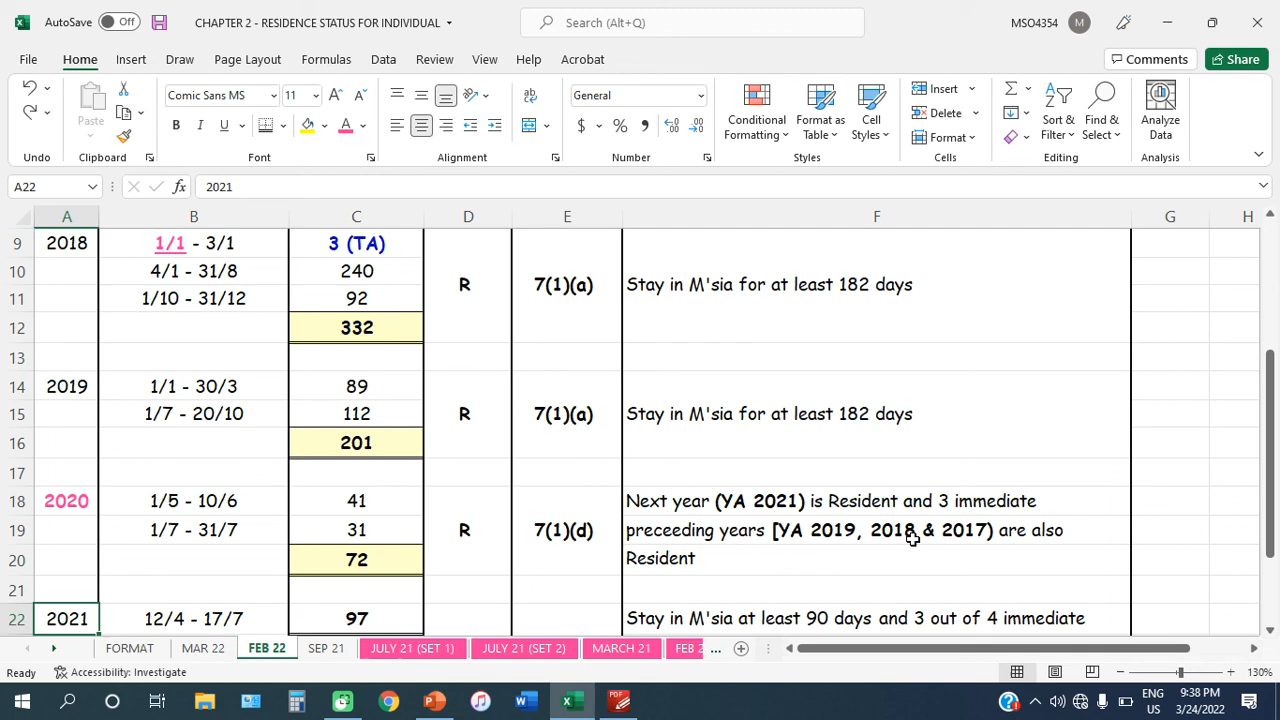 AutoSave Off CHAPTER 2 - RESIDENCE STATUS FOR INDIVIDUAL Search (Alt+Q) MSO4354 M
File Home Insert Draw Page Layout Formulas Data Review View Help Acrobat Comments Share
Comic Sans MS 11 A A General Insert
Paste B I U A $ % , Delete
Conditional Formatting Format as Table Cell Styles Format Sort & Filter Find & Select Analyze Data
Undo Clipboard Font Alignment Number Styles Cells Editing Analysis
A22 fx 2021
A B C D E F G H
9 2018 1/1 - 3/1 3 (TA)
10 4/1 - 31/8 240 R 7(1)(a) Stay in M'sia for at least 182 days
11 1/10 - 31/12 92
12 332
13
14 2019 1/1 - 30/3 89
15 1/7 - 20/10 112 R 7(1)(a) Stay in M'sia for at least 182 days
16 201
17
18 2020 1/5 - 10/6 41 Next year (YA 2021) is Resident and 3 immediate
19 1/7 - 31/7 31 R 7(1)(d) preceeding years [YA 2019, 2018 & 2017) are also
20 72 Resident
21
22 2021 12/4 - 17/7 97 Stay in M'sia at least 90 days and 3 out of 4 immediate
FORMAT MAR 22 FEB 22 SEP 21 JULY 21 (SET 1) JULY 21 (SET 2) MARCH 21 FEB 2 ...
Ready Accessibility: Investigate 130%
ENG US 9:38 PM 3/24/2022